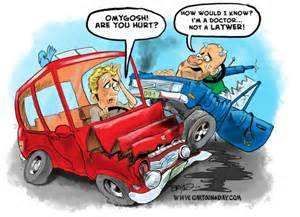 OMYGOSH!
ARE YOU HURT?
HOW WOULD I KNOW?
I'M A DOCTOR...
NOT A LAYWER!
WWW.CARTOONADAY.COM